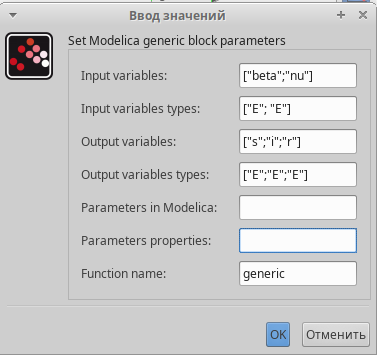 Ввод значений
Set Modelica generic block parameters
Input variables: ["beta";"nu"]
Input variables types: ["E"; "E"]
Output variables: ["s";"i";"r"]
Output variables types: ["E";"E";"E"]
Parameters in Modelica:
Parameters properties:
Function name: generic
OK Отменить